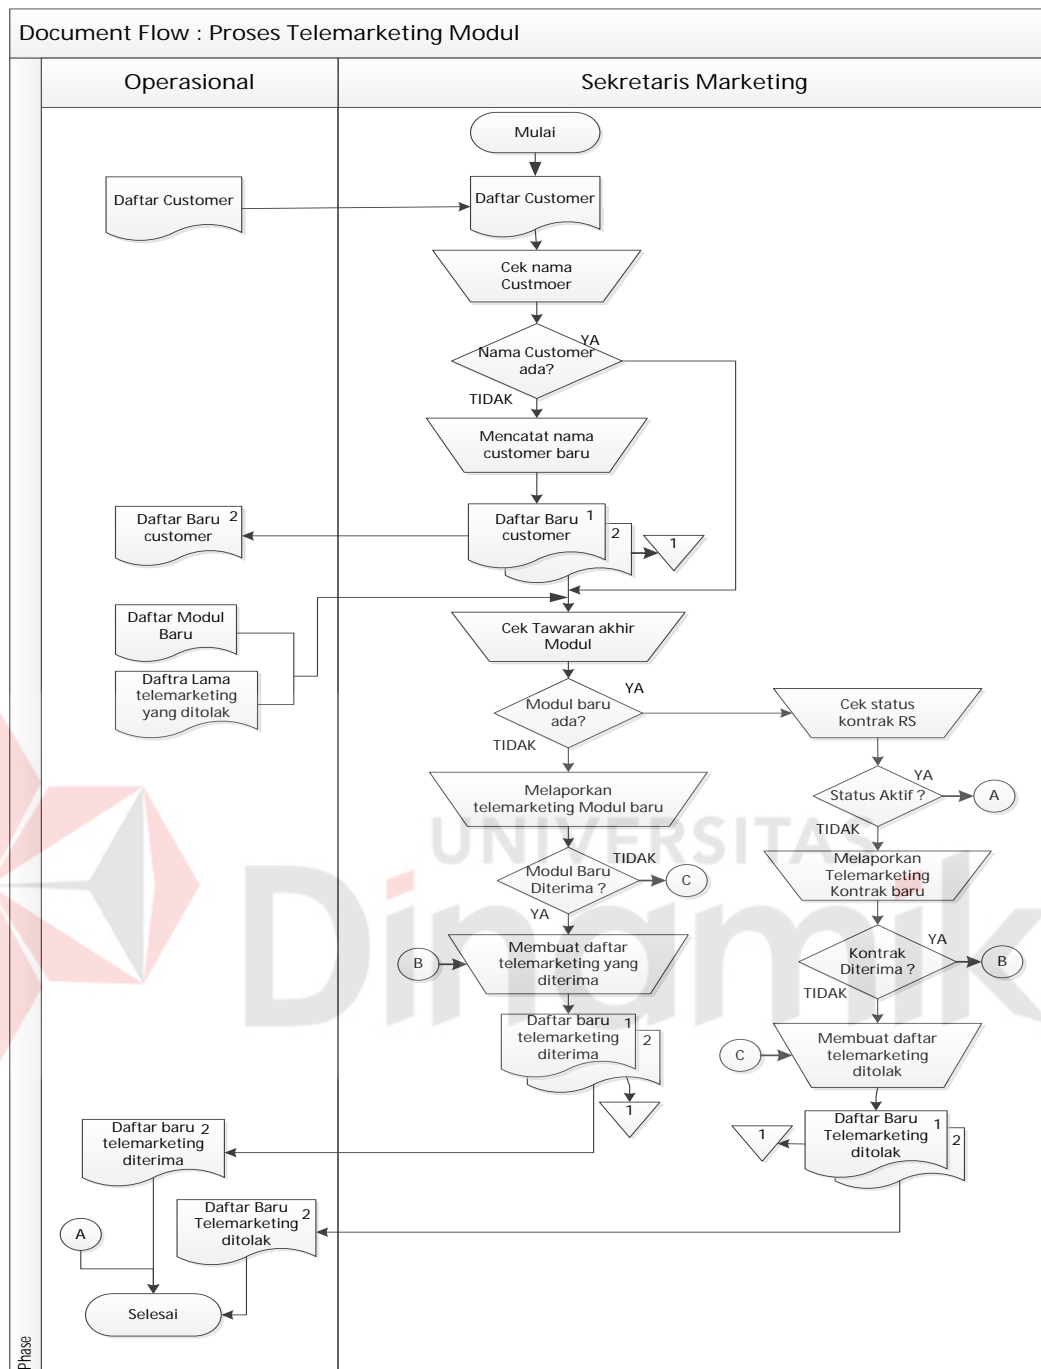 Document Flow : Proses Telemarketing Modul
Operasional
Sekretaris Marketing
Phase
Mulai
Daftar Customer
Daftar Customer
Cek nama
Custmoer
YA
Nama Customer
ada?
TIDAK
Mencatat nama
customer baru
Daftar Baru 2
customer
Daftar Baru 1
customer
2
1
Daftar Modul
Baru
Cek Tawaran akhir
Modul
Daftra Lama
telemarketing
yang ditolak
YA
Modul baru
ada?
TIDAK
Cek status
kontrak RS
Melaporkan
telemarketing Modul baru
YA
Status Aktif ?
A
TIDAK
UNIVERSITAS
Dinamik
TIDAK
Modul Baru
Diterima ?
C
YA
Melaporkan
Telemarketing
Kontrak baru
B
Membuat daftar
telemarketing yang
diterima
YA
Kontrak
Diterima ?
B
TIDAK
Daftar baru 1
telemarketing
diterima
2
1
C
Membuat daftar
telemarketing
ditolak
Daftar baru 2
telemarketing
diterima
1
Daftar Baru 1
Telemarketing
ditolak
2
A
Daftar Baru 2
Telemarketing
ditolak
Selesai